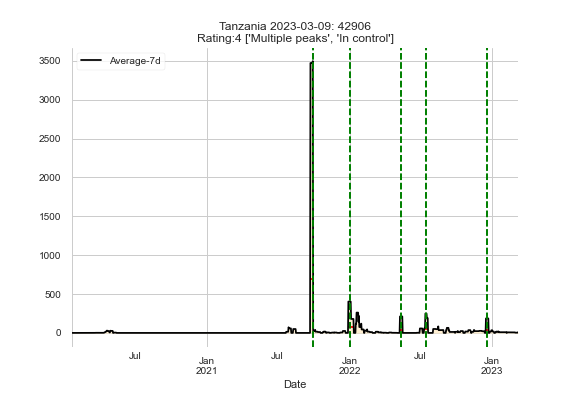 Tanzania 2023-03-09: 42906
Rating:4 ['Multiple peaks', 'In control']
Average-7d
3500
3000
2500
2000
1500
1000
500
0
Jul
Jan
2021
Jul
Jan
2022
Jul
Jan
2023
Date